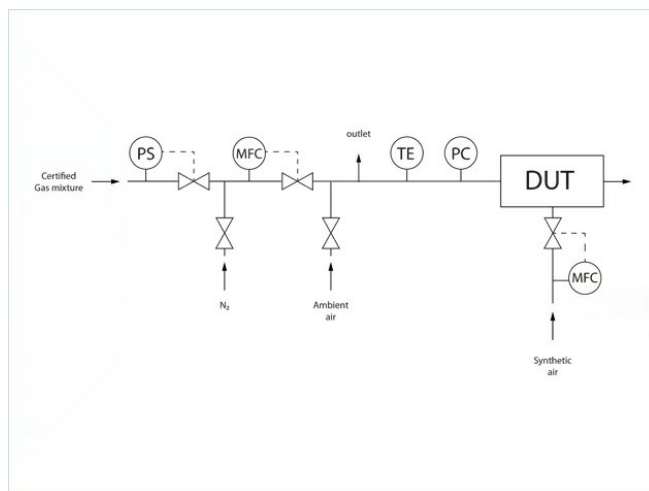 outlet
PS
MFC
TE
PC
Certified
Gas mixture
DUT
MFC
N₂
Ambient
air
Synthetic
air